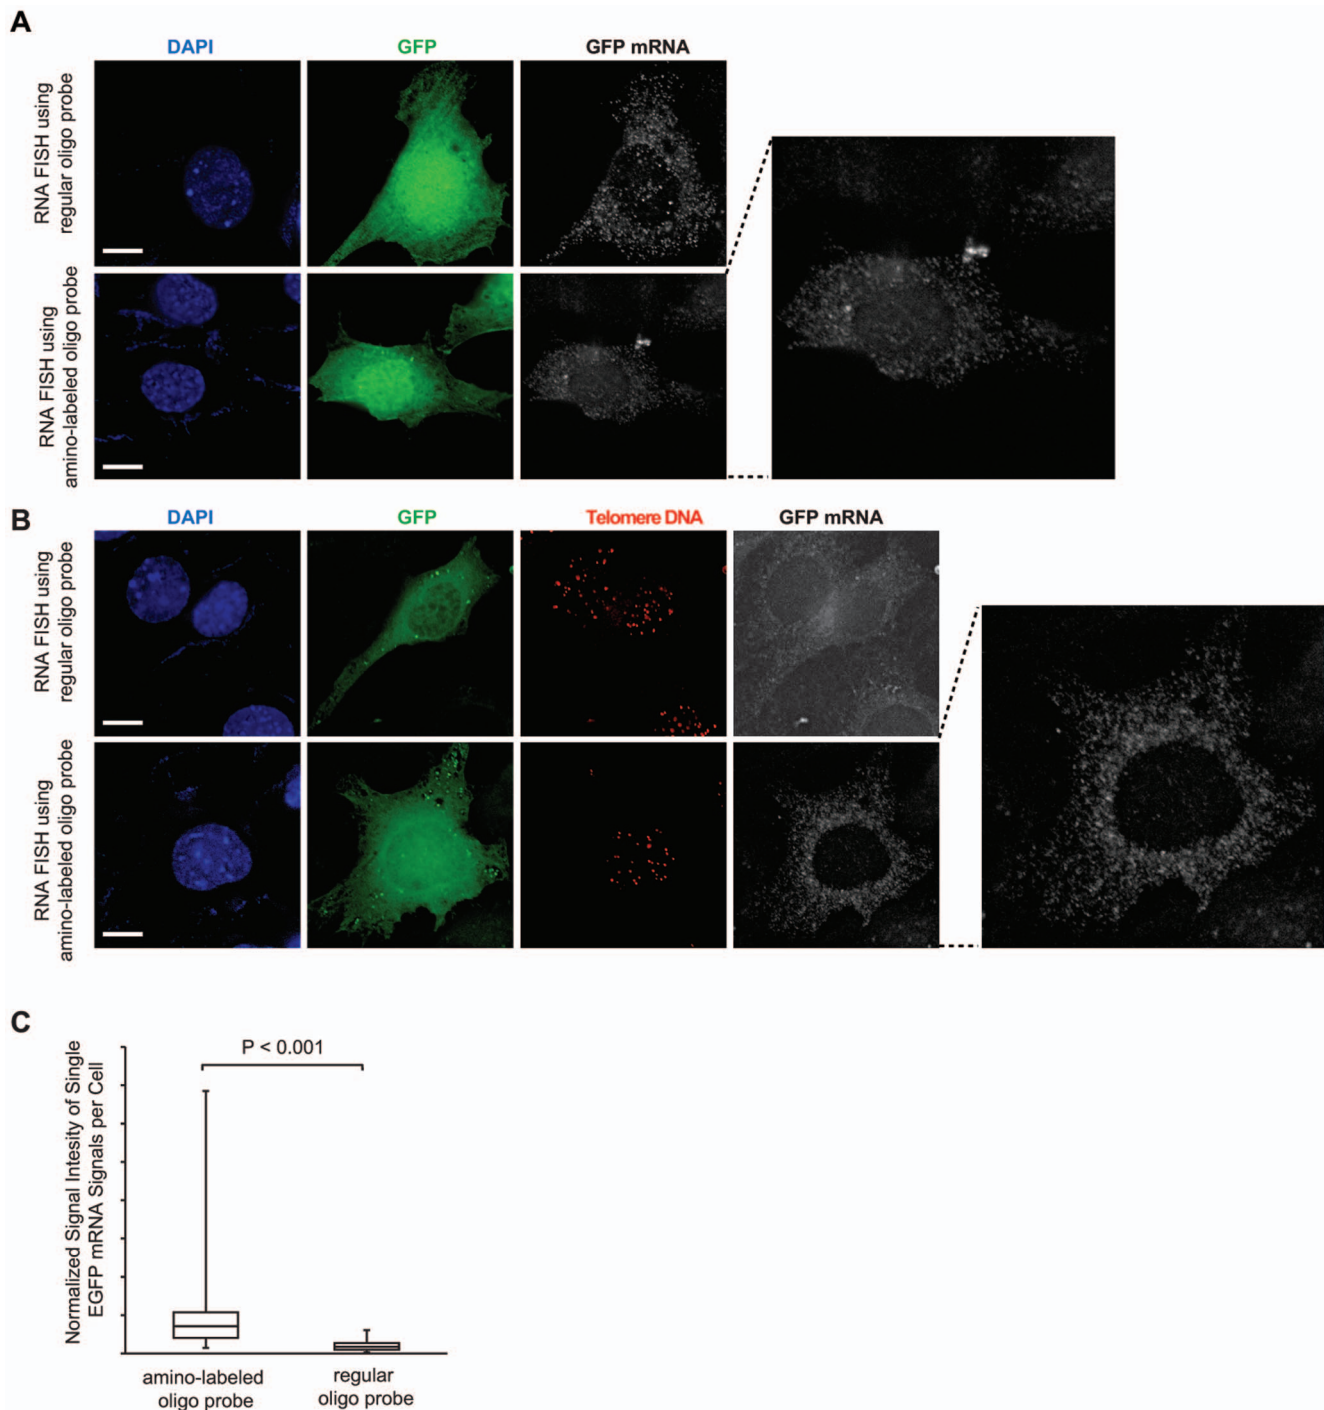 A
DAPI
GFP
GFP mRNA
RNA FISH using
regular oligo probe
RNA FISH using
amino-labeled oligo probe
B
DAPI
GFP
Telomere DNA
GFP mRNA
RNA FISH using
regular oligo probe
RNA FISH using
amino-labeled oligo probe
C
Normalized Signal Intesity of Single
EGFP mRNA Signals per Cell
P < 0.001
amino-labeled
oligo probe
regular
oligo probe